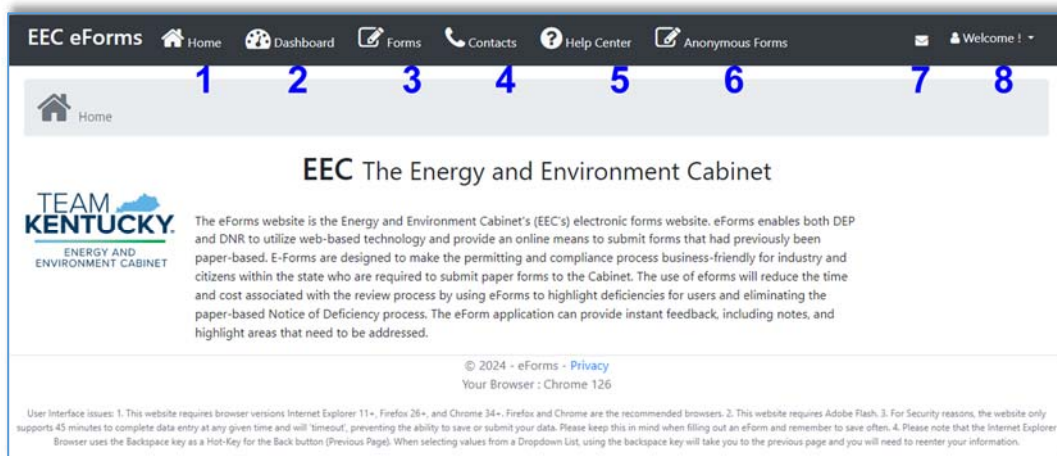 EEC eForms Home Dashboard Forms Contacts Help Center Anonymous Forms Welcome !
1 2 3 4 5 6 7 8
Home
EEC The Energy and Environment Cabinet
TEAM
KENTUCKY.
ENERGY AND
ENVIRONMENT CABINET
The eForms website is the Energy and Environment Cabinet's (EEC's) electronic forms website. eForms enables both DEP
and DNR to utilize web-based technology and provide an online means to submit forms that had previously been
paper-based. E-Forms are designed to make the permitting and compliance process business-friendly for industry and
citizens within the state who are required to submit paper forms to the Cabinet. The use of eforms will reduce the time
and cost associated with the review process by using eForms to highlight deficiencies for users and eliminating the
paper-based Notice of Deficiency process. The eForm application can provide instant feedback, including notes, and
highlight areas that need to be addressed.
© 2024 - eForms - Privacy
Your Browser : Chrome 126
User Interface issues: 1. This website requires browser versions Internet Explorer 11+, Firefox 26+, and Chrome 34+. Firefox and Chrome are the recommended browsers. 2. This website requires Adobe Flash. 3. For Security reasons, the website only
supports 45 minutes to complete data entry at any given time and will 'timeout', preventing the ability to save or submit your data. Please keep this in mind when filling out an eForm and remember to save often. 4. Please note that the Internet Explorer
Browser uses the Backspace key as a Hot-Key for the Back button (Previous Page). When selecting values from a Dropdown List, using the backspace key will take you to the previous page and you will need to reenter your information.